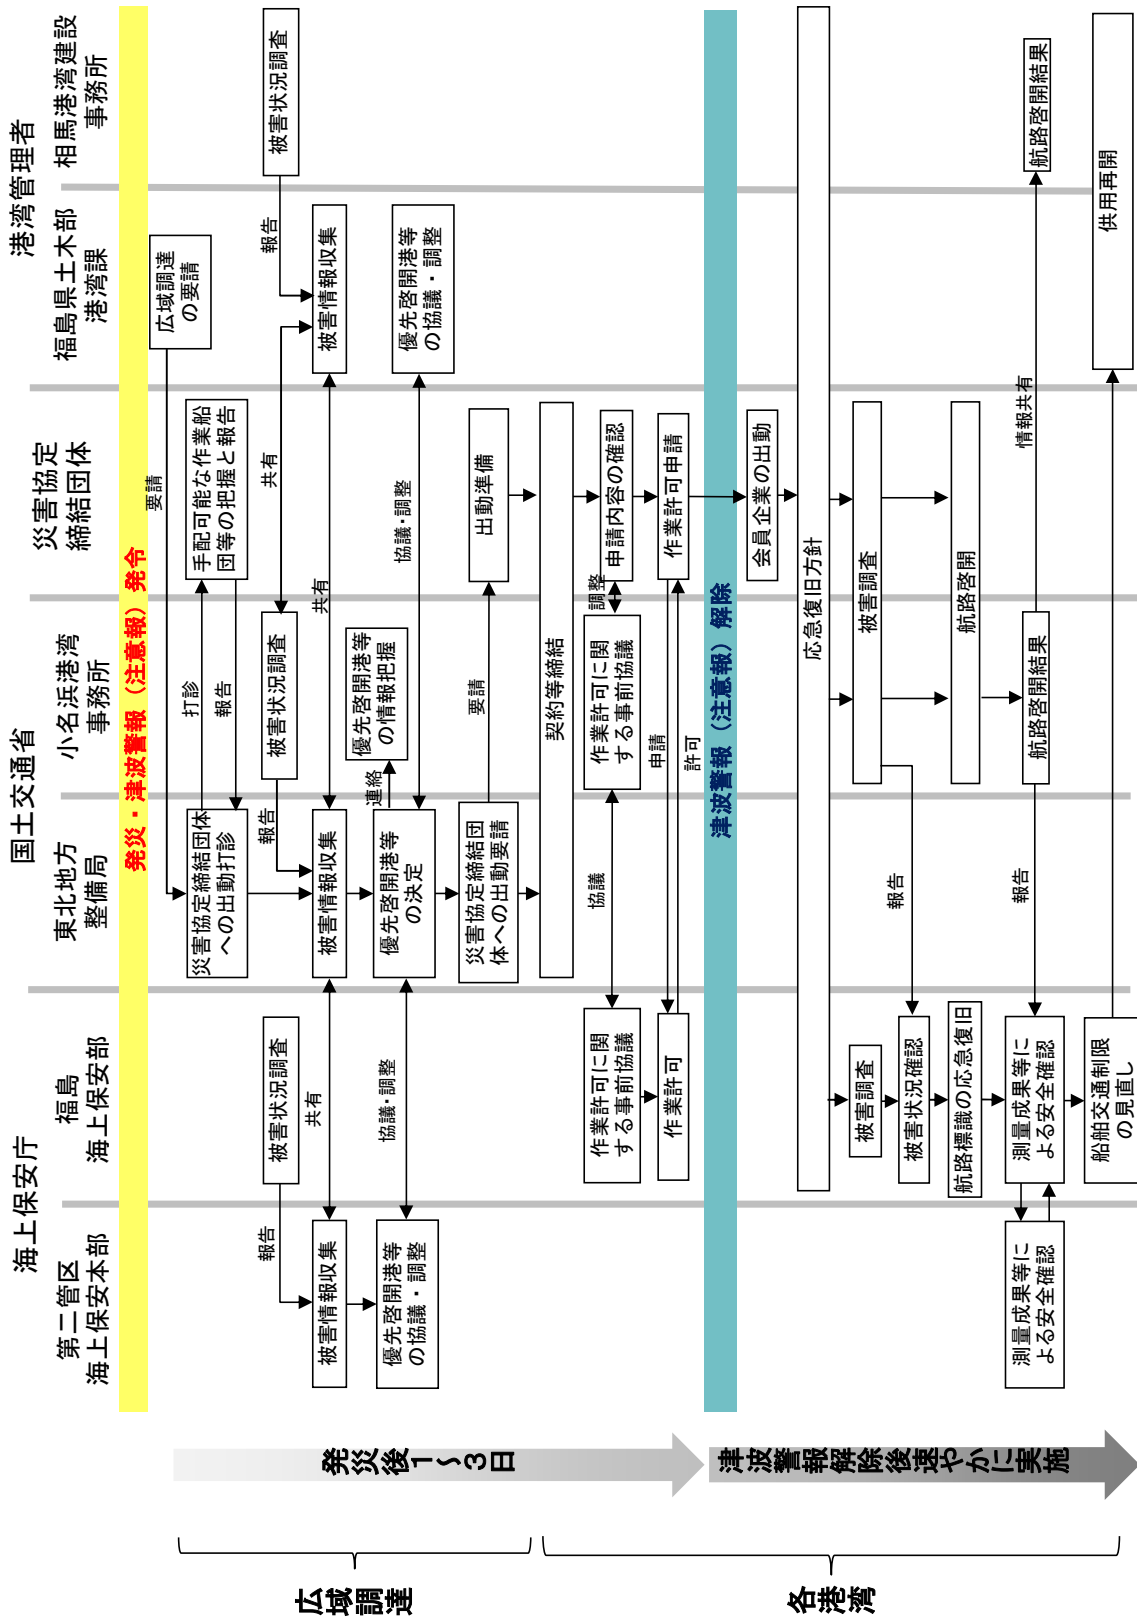 海上保安庁
国土交通省
港湾管理者
第二管区
海上保安本部
福島
海上保安部
東北地方
整備局
小名浜港湾
事務所
災害協定
締結団体
福島県土木部
港湾課
相馬港湾建設
事務所
発災・津波警報（注意報）発令
広域調達
の要請
要請
災害協定締結団体
への出動打診
打診
報告
手配可能な作業船
団等の把握と報告
被害状況調査
被害状況調査
被害状況調査
報告
報告
共有
報告
被害情報収集
共有
被害情報収集
共有
被害情報収集
優先啓開港等
の協議・調整
協議・調整
優先啓開港等
の決定
連絡
優先啓開港等
の情報把握
協議・調整
優先啓開港等
の協議・調整
災害協定締結団
体への出動要請
要請
出動準備
契約等締結
作業許可に関
する事前協議
協議
作業許可に関
する事前協議
調整
申請内容の確認
作業許可
申請
許可
作業許可申請
津波警報（注意報）解除
会員企業の出動
応急復旧方針
被害調査
被害調査
報告
被害状況確認
航路標識の応急復旧
航路啓開
測量成果等に
よる安全確認
測量成果等に
よる安全確認
報告
航路啓開結果
情報共有
航路啓開結果
船舶交通制限
の見直し
供用再開
発災後
1～3日
津波警報解除後速やかに実施
広域
調達
各港湾